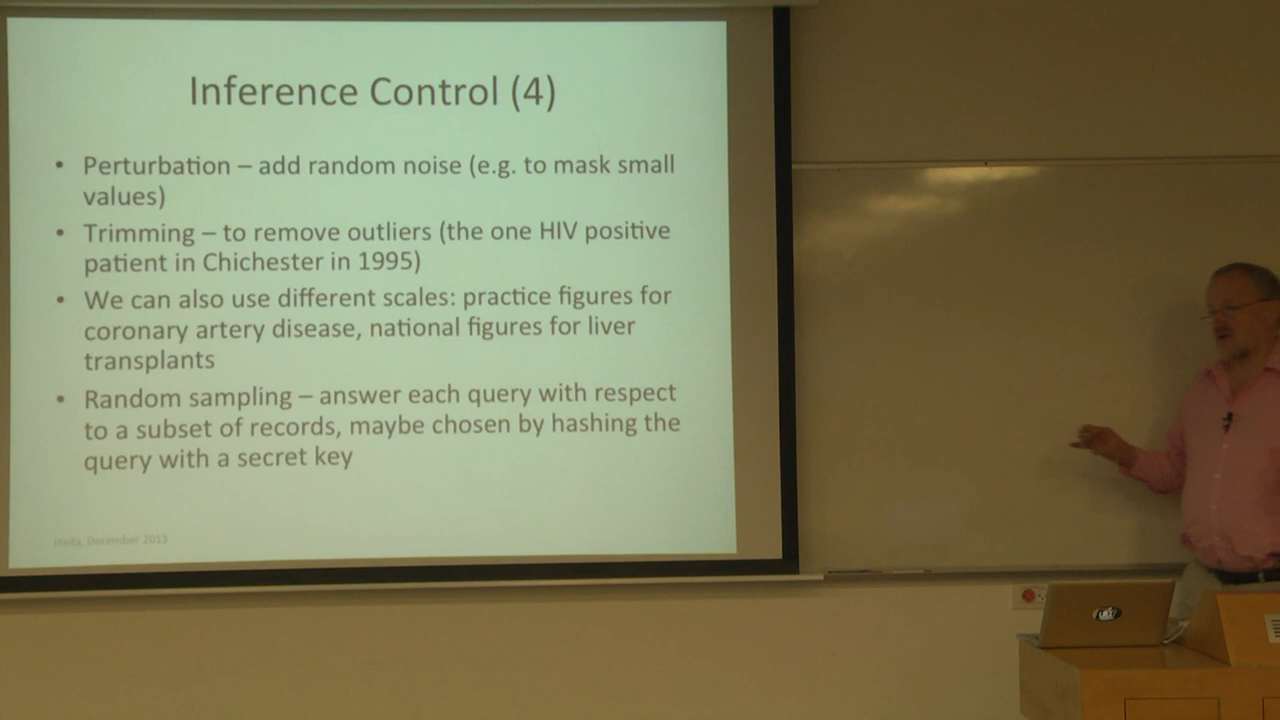 Inference Control (4)
• Perturbation – add random noise (e.g. to mask small
values)
• Trimming – to remove outliers (the one HIV positive
patient in Chichester in 1995)
• We can also use different scales: practice figures for
coronary artery disease, national figures for liver
transplants
• Random sampling – answer each query with respect
to a subset of records, maybe chosen by hashing the
query with a secret key
Haifa, December 2013